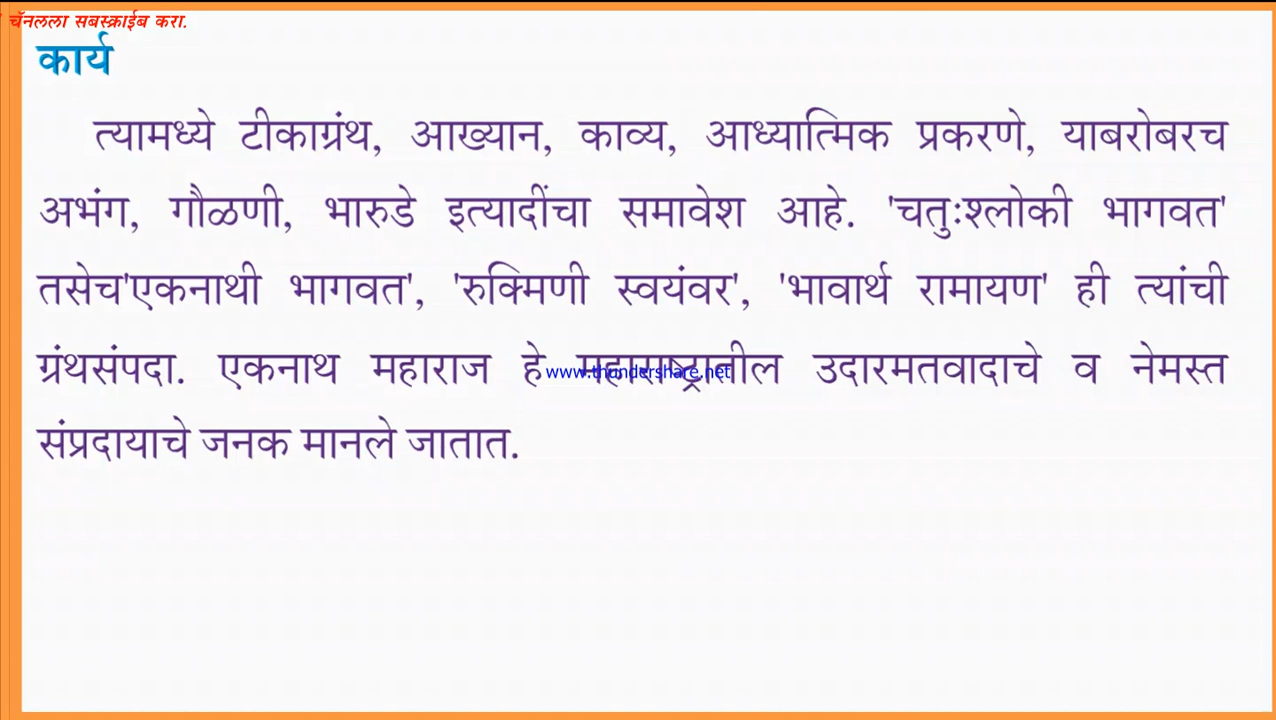 चॅनलला सबस्क्राईब करा.
कार्य
त्यामध्ये टीकाग्रंथ, आख्यान, काव्य, आध्यात्मिक प्रकरणे, याबरोबरच
अभंग, गौळणी, भारुडे इत्यादींचा समावेश आहे. 'चतुःश्लोकी भागवत'
तसेच'एकनाथी भागवत', 'रुक्मिणी स्वयंवर', 'भावार्थ रामायण' ही त्यांची
ग्रंथसंपदा. एकनाथ महाराज हे महाराष्ट्रातील उदारमतवादाचे व नेमस्त
www.thundershare.net
संप्रदायाचे जनक मानले जातात.